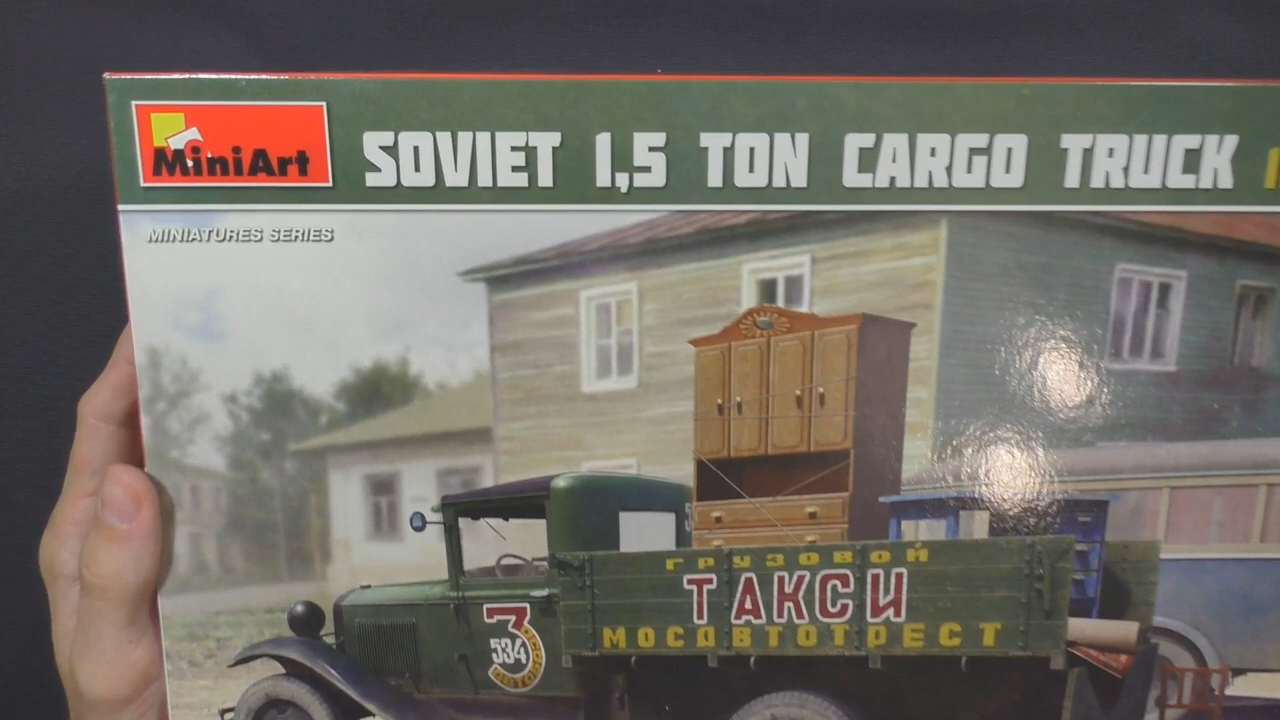 MiniArt
SOVIET 1,5 TON CARGO TRUCK
MINIATURES SERIES
ГРУЗОВОЙ
ТАКСИ
МОСАВТОТРЕСТ
3
534